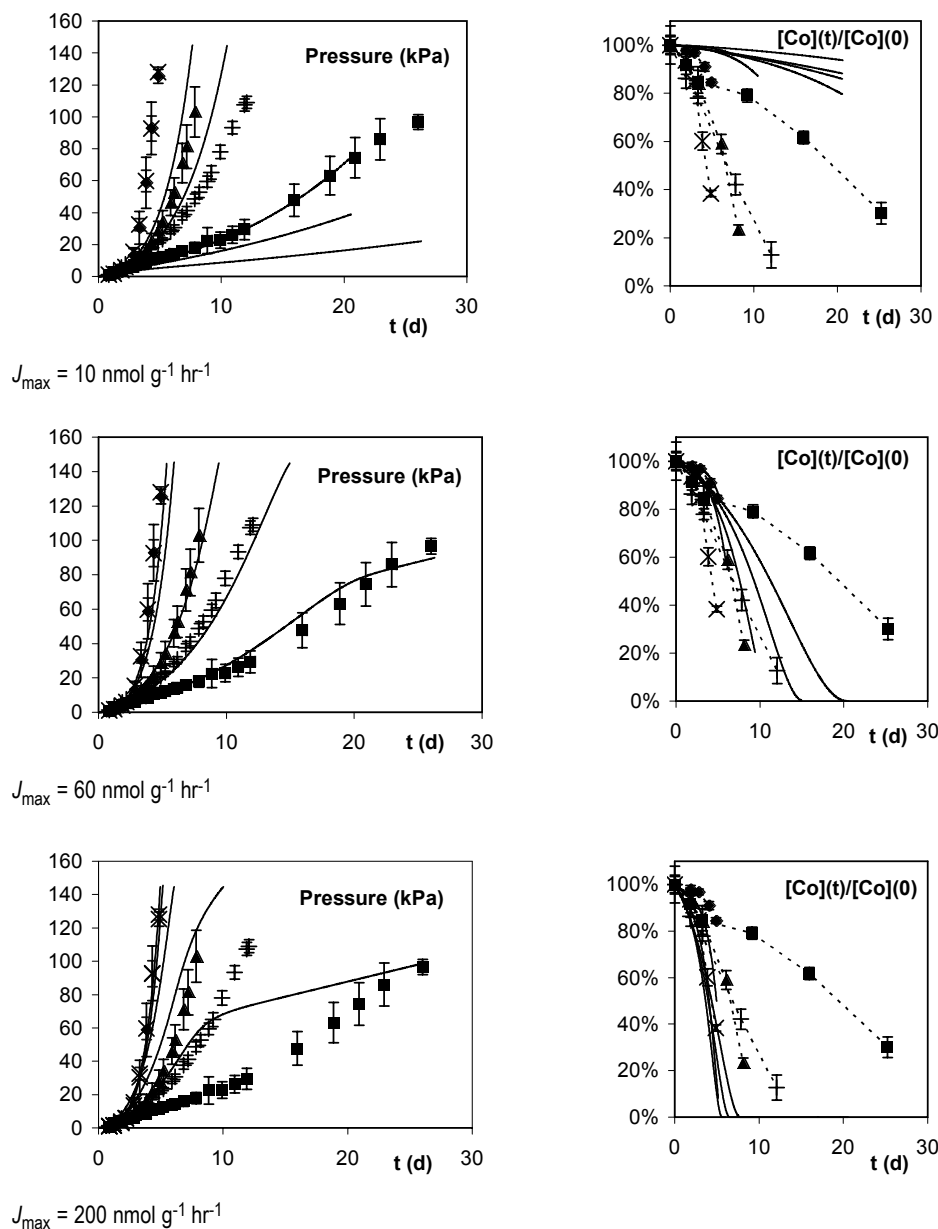 160
140
120
100
80
60
40
20
0
0 10 20 30
Pressure (kPa)
t (d)
100%
80%
60%
40%
20%
0%
0 10 20 30
[Co](t)/[Co](0)
t (d)
Jmax = 10 nmol g-1 hr-1
160
140
120
100
80
60
40
20
0
0 10 20 30
Pressure (kPa)
t (d)
100%
80%
60%
40%
20%
0%
0 10 20 30
[Co](t)/[Co](0)
t (d)
Jmax = 60 nmol g-1 hr-1
160
140
120
100
80
60
40
20
0
0 10 20 30
Pressure (kPa)
t (d)
100%
80%
60%
40%
20%
0%
0 10 20 30
[Co](t)/[Co](0)
t (d)
Jmax = 200 nmol g-1 hr-1